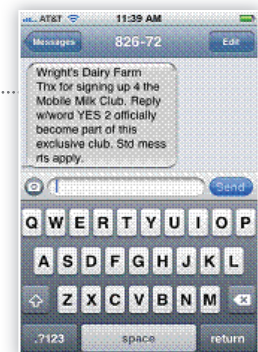 AT&T 11:39 AM
Messages 826-72 Edit
Wright's Dairy Farm
Thx for signing up 4 the
Mobile Milk Club. Reply
w/word YES 2 officially
become part of this
exclusive club. Std mess
rts apply.
Send
Q W E R T Y U I O P
A S D F G H J K L
Z X C V B N M
.?123 space return